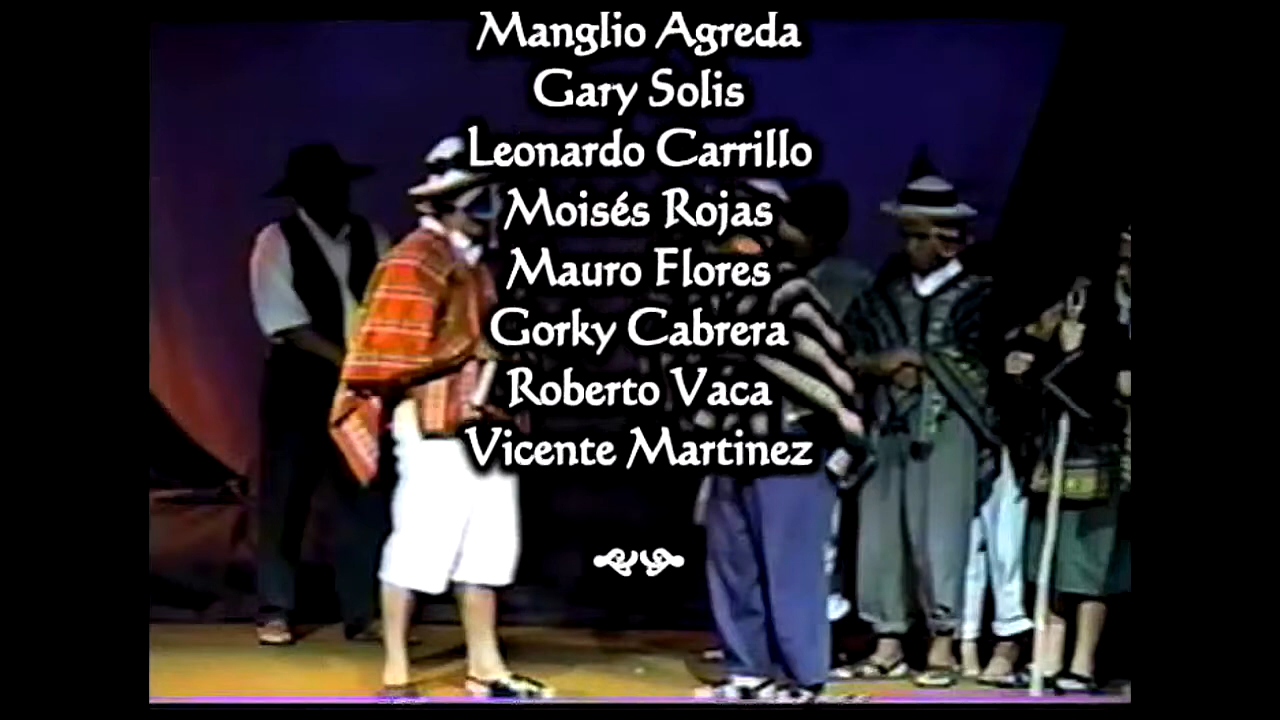 Manglio Agreda
Gary Solis
Leonardo Carrillo
Moisés Rojas
Mauro Flores
Gorky Cabrera
Roberto Vaca
Vicente Martinez